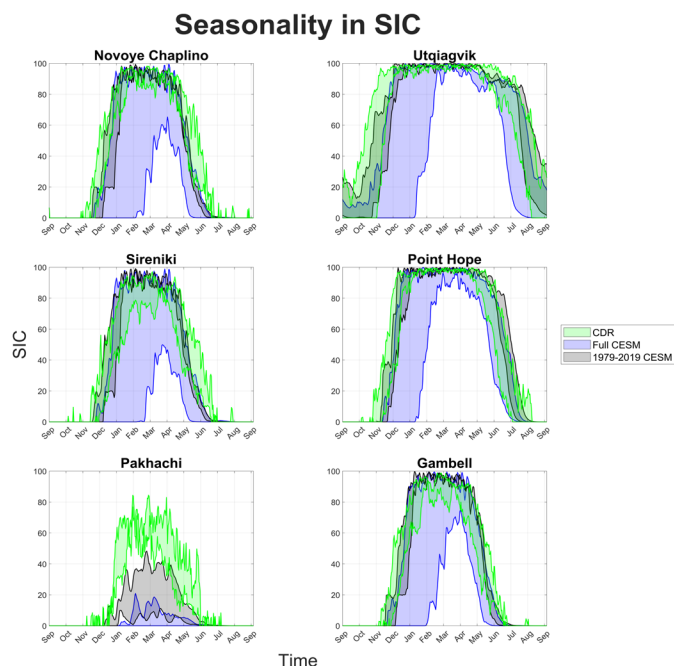 Seasonality in SIC
Novoye Chaplino
Utqiagvik
100
80
60
40
20
0
Sep Oct Nov Dec Jan Feb Mar Apr May Jun Jul Aug Sep
100
80
60
40
20
0
Sep Oct Nov Dec Jan Feb Mar Apr May Jun Jul Aug Sep
Sireniki
Point Hope
SIC
100
80
60
40
20
0
Sep Oct Nov Dec Jan Feb Mar Apr May Jun Jul Aug Sep
100
80
60
40
20
0
Sep Oct Nov Dec Jan Feb Mar Apr May Jun Jul Aug Sep
CDR
Full CESM
1979-2019 CESM
Pakhachi
Gambell
100
80
60
40
20
0
Sep Oct Nov Dec Jan Feb Mar Apr May Jun Jul Aug Sep
100
80
60
40
20
0
Sep Oct Nov Dec Jan Feb Mar Apr May Jun Jul Aug Sep
Time